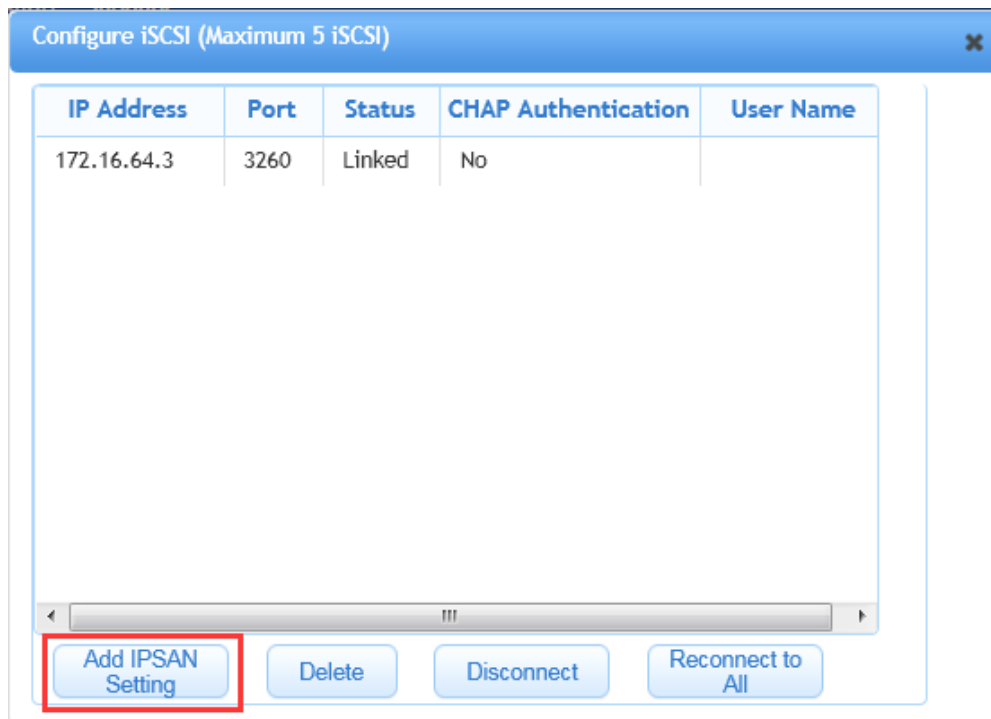 Configure iSCSI (Maximum 5 iSCSI)
IP Address Port Status CHAP Authentication User Name
172.16.64.3 3260 Linked No
Add IPSAN
Setting
Delete
Disconnect
Reconnect to
All